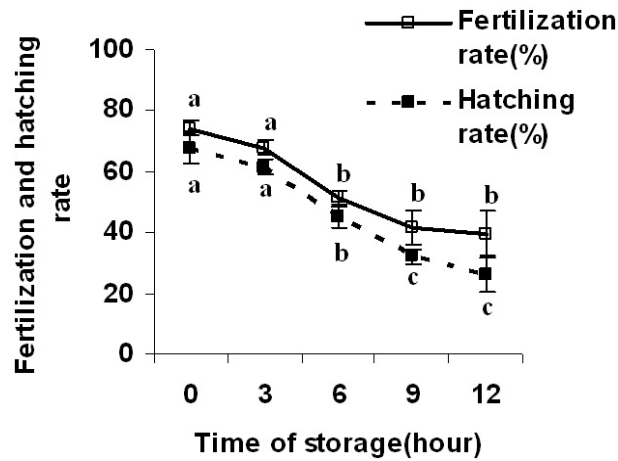 Fertilization
rate(%)
Hatching
rate(%)
Fertilization and hatching
rate
100
80
60
40
20
0
a
a
b
b
b
a
a
b
c
c
0 3 6 9 12
Time of storage(hour)